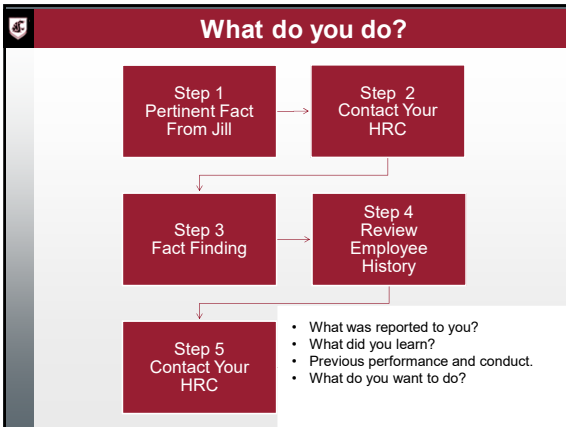 What do you do?
Step 1
Pertinent Fact
From Jill
Step 2
Contact Your
HRC
Step 3
Fact Finding
Step 4
Review
Employee
History
Step 5
Contact Your
HRC
• What was reported to you?
• What did you learn?
• Previous performance and conduct.
• What do you want to do?